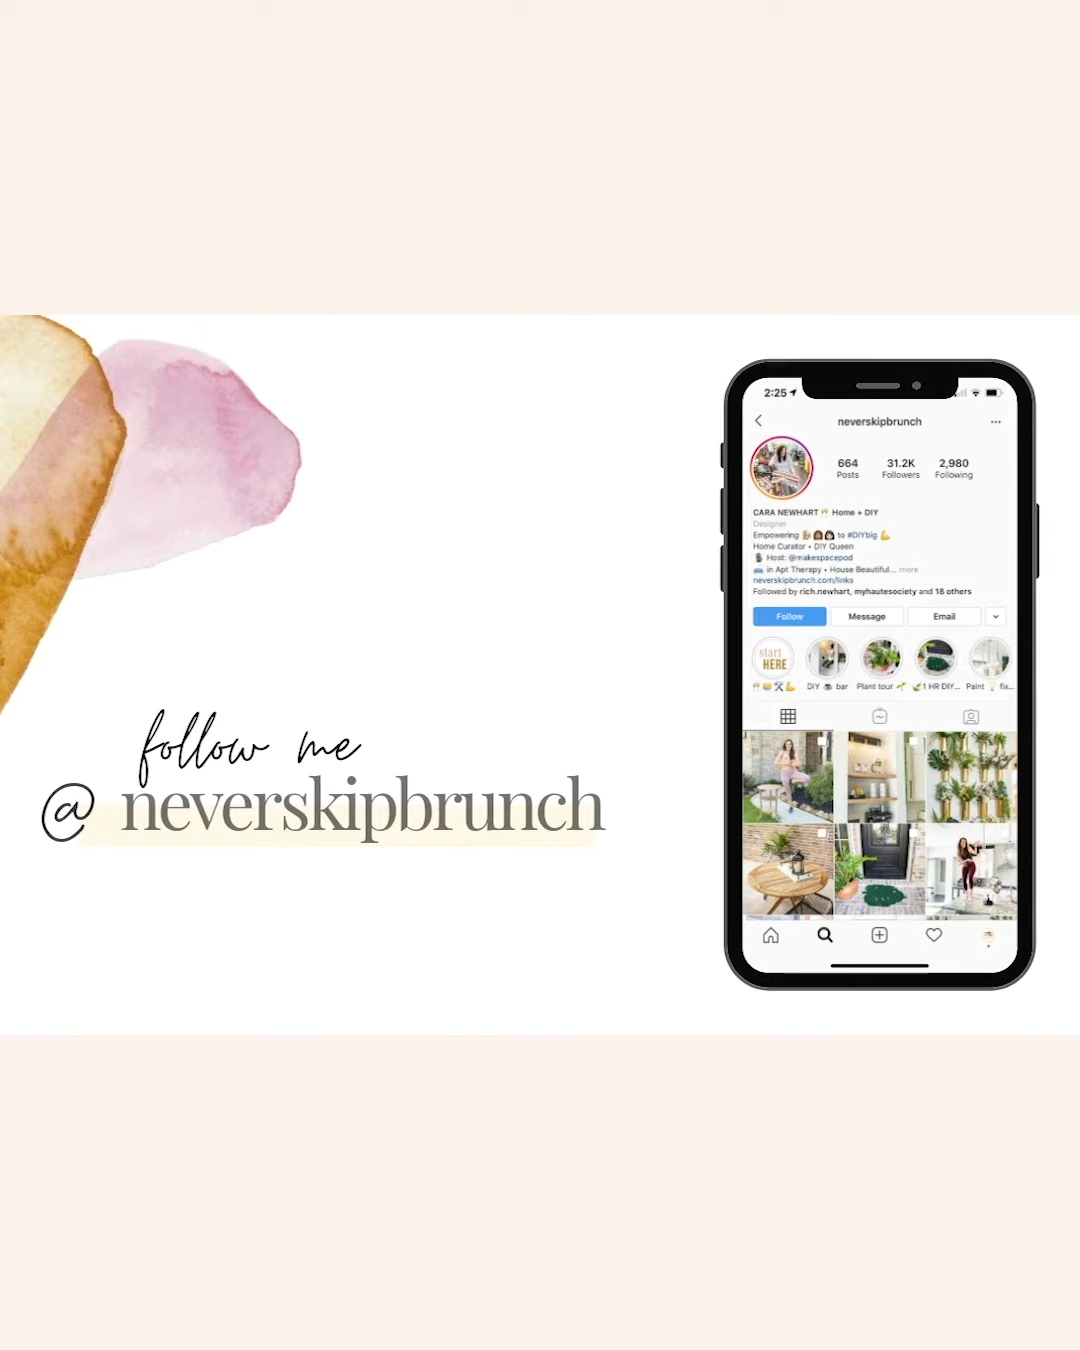 follow me
@ neverskipbrunch
2:25
neverskipbrunch
664 31.2K 2,980
Posts Followers Following
CARA NEWHART 🥂 Home + DIY
Designer
Empowering to #DIYbig 💪
Home Curator • DIY Queen
🎙 Host: @makespacepod
🛋 in Apt Therapy • House Beautiful... more
neverskipbrunch.com/links
Followed by rich.newhart, myhautesociety and 18 others
Follow Message Email
start
HERE
DIY ☕ bar Plant tour 🌱 🌿1 HR DIY... Paint 💡 fix...